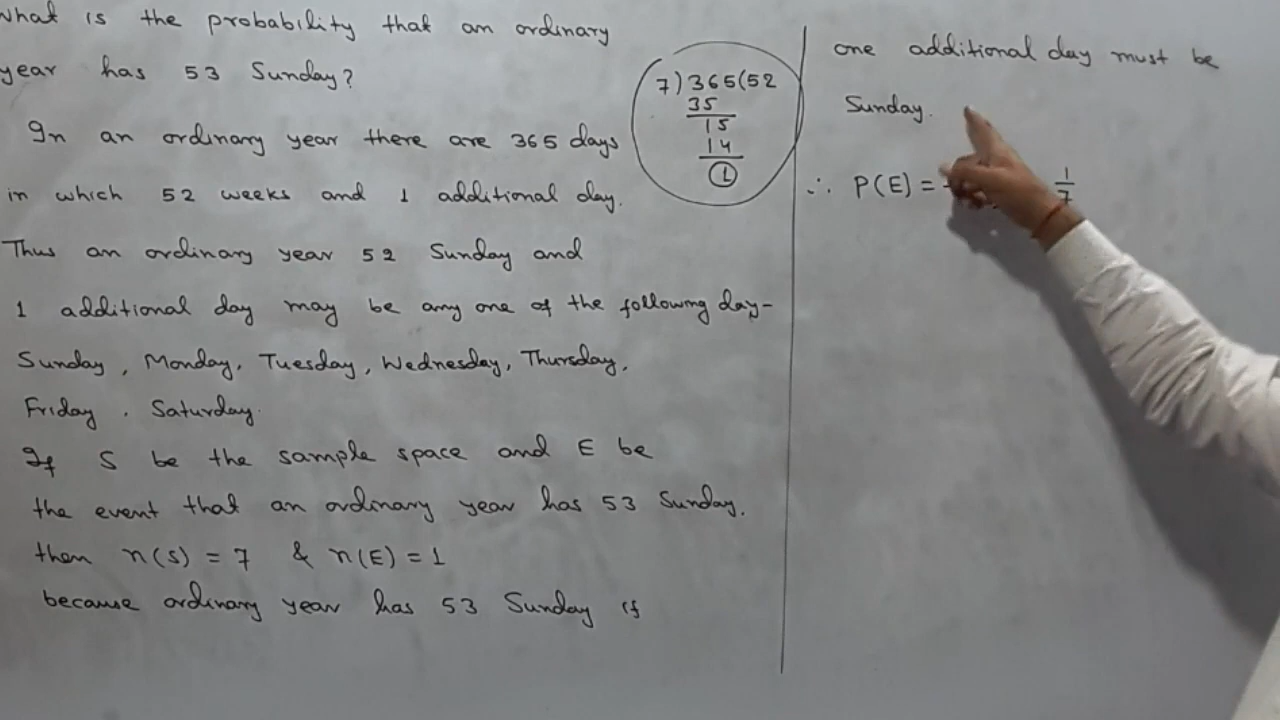 What is the probability that an ordinary
year has 53 Sunday?
In an ordinary year there are 365 days
in which 52 weeks and 1 additional day.
Thus an ordinary year 52 Sunday and
1 additional day may be any one of the following day-
Sunday, Monday, Tuesday, Wednesday, Thursday,
Friday, Saturday.
If S be the sample space and E be
the event that an ordinary year has 53 Sunday.
then n(S) = 7 & n(E) = 1
because ordinary year has 53 Sunday if
7)365(52
35
15
14
1
one additional day must be
Sunday.
∴ P(E) = 1/7